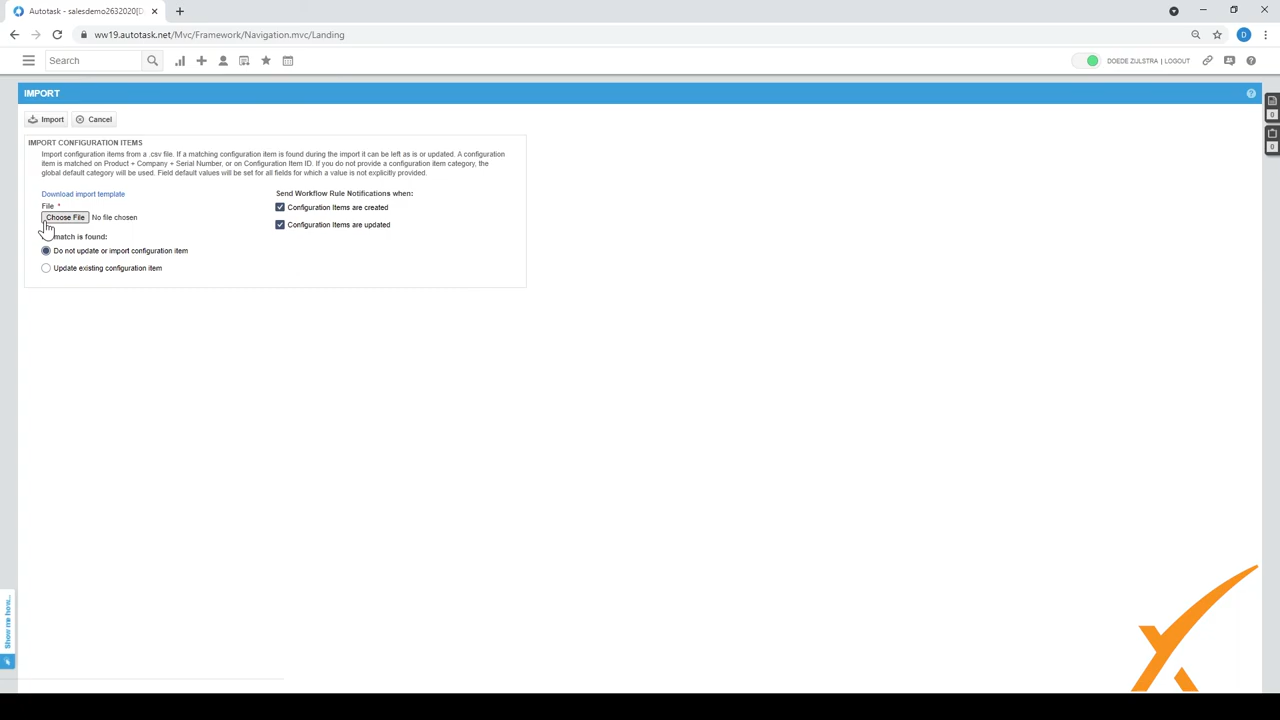 Autotask - salesdemo2632020[D
ww19.autotask.net/Mvc/Framework/Navigation.mvc/Landing
D
Search
DOEDE ZIJLSTRA | LOGOUT
IMPORT
Import
Cancel
0
0
IMPORT CONFIGURATION ITEMS
Import configuration items from a .csv file. If a matching configuration item is found during the import it can be left as is or updated. A configuration
item is matched on Product + Company + Serial Number, or on Configuration Item ID. If you do not provide a configuration item category, the
global default category will be used. Field default values will be set for all fields for which a value is not explicitly provided.
Download import template
Send Workflow Rule Notifications when:
File *
Choose File No file chosen
Configuration Items are created
Configuration Items are updated
match is found:
Do not update or import configuration item
Update existing configuration item
Show me how...